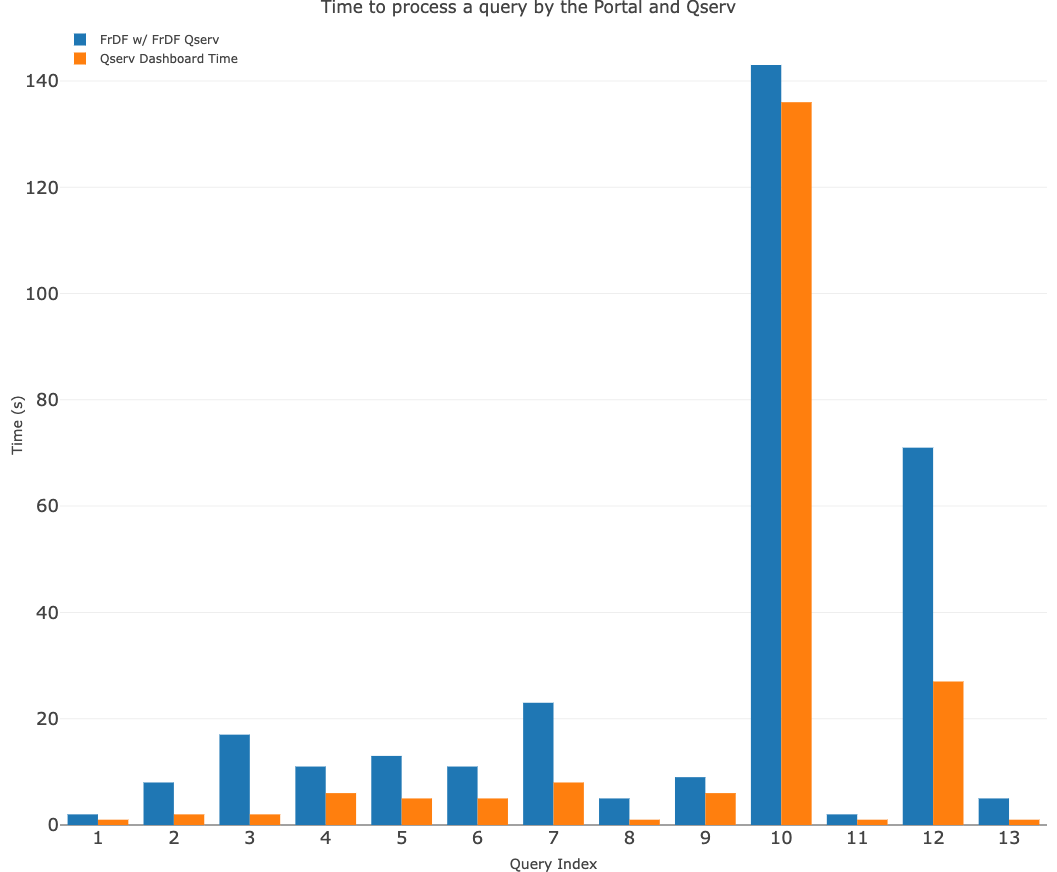 Time to process a query by the Portal and Qserv
FrDF w/ FrDF Qserv
Qserv Dashboard Time
140
120
100
80
60
40
20
0
Time (s)
1 2 3 4 5 6 7 8 9 10 11 12 13
Query Index